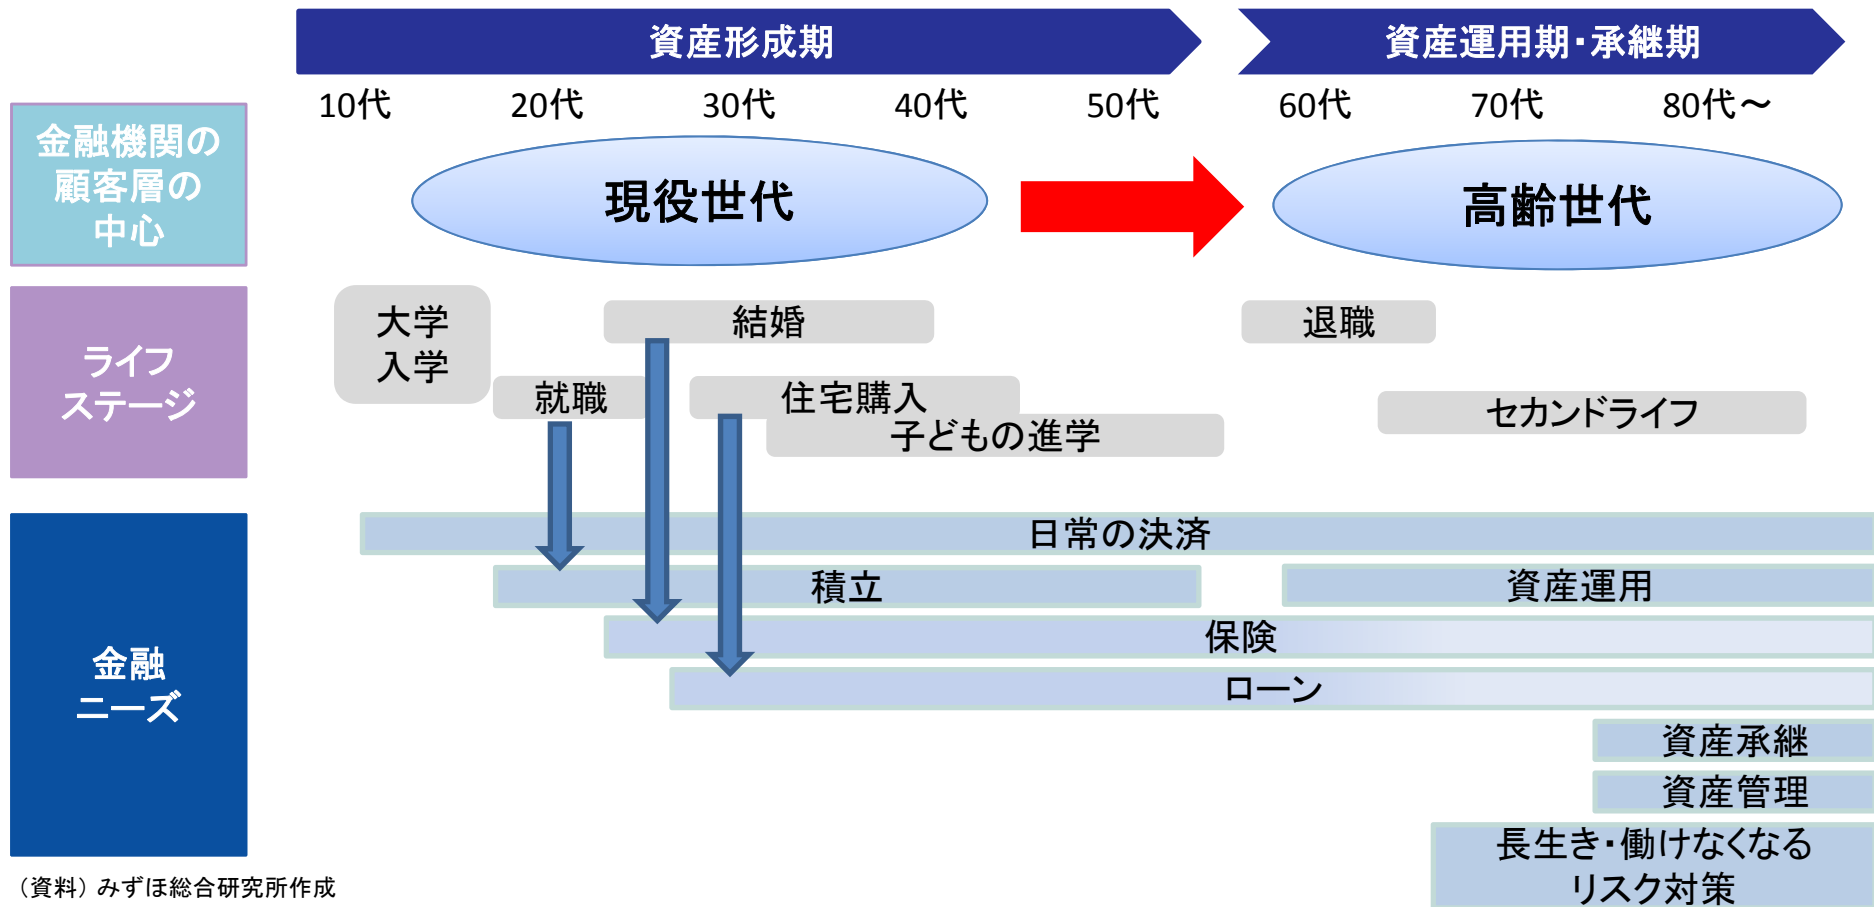 資産形成期
資産運用期・承継期
10代
20代
30代
40代
50代
60代
70代
80代～
金融機関の
顧客層の
中心
現役世代
高齢世代
ライフ
ステージ
大学
入学
結婚
退職
就職
住宅購入
子どもの進学
セカンドライフ
金融
ニーズ
日常の決済
積立
資産運用
保険
ローン
資産承継
資産管理
長生き・働けなくなる
リスク対策
（資料）みずほ総合研究所作成